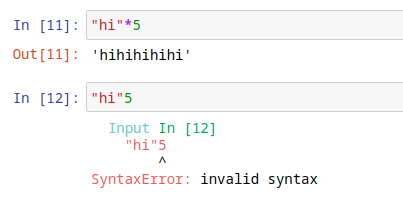 In [11]: "hi"*5
Out[11]: 'hihihihihi'
In [12]: "hi"5
Input In [12]
"hi"5
^
SyntaxError: invalid syntax